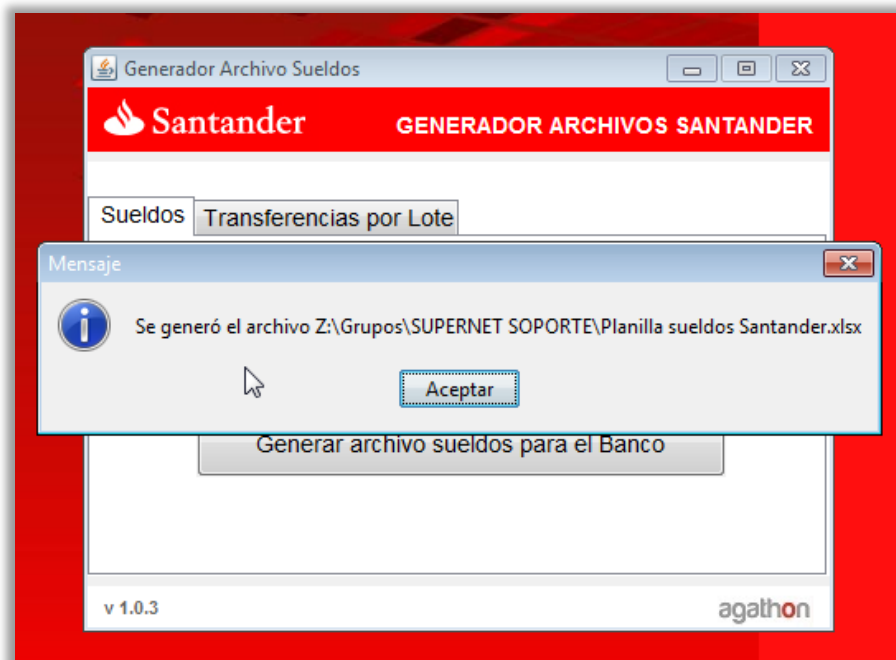 Generador Archivo Sueldos
Santander
GENERADOR ARCHIVOS SANTANDER
Sueldos
Transferencias por Lote
Mensaje
Se generó el archivo Z:\Grupos\SUPERNET SOPORTE\Planilla sueldos Santander.xlsx
Aceptar
Generar archivo sueldos para el Banco
v 1.0.3
agathon